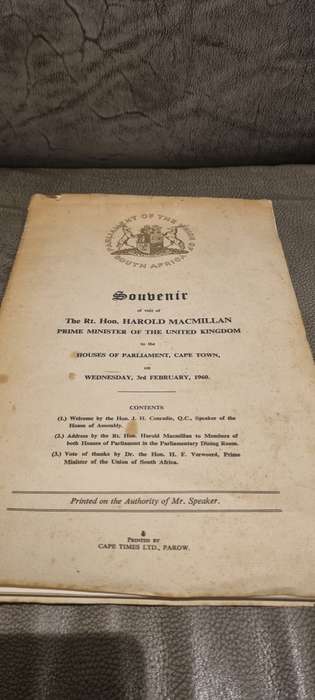 PARLIAMENT OF THE UNION OF
SOUTH AFRICA
Souvenir
of visit of
The Rt. Hon. HAROLD MACMILLAN
PRIME MINISTER OF THE UNITED KINGDOM
to the
HOUSES OF PARLIAMENT, CAPE TOWN,
on
WEDNESDAY, 3rd FEBRUARY, 1960.
CONTENTS
(1.) Welcome by the Hon. J. H. Conradie, Q.C., Speaker of the
House of Assembly.
(2.) Address by the Rt. Hon. Harold Macmillan to Members of
both Houses of Parliament in the Parliamentary Dining Room.
(3.) Vote of thanks by Dr. the Hon. H. F. Verwoerd, Prime
Minister of the Union of South Africa.
Printed on the Authority of Mr. Speaker.
PRINTED BY
CAPE TIMES LTD., PAROW.